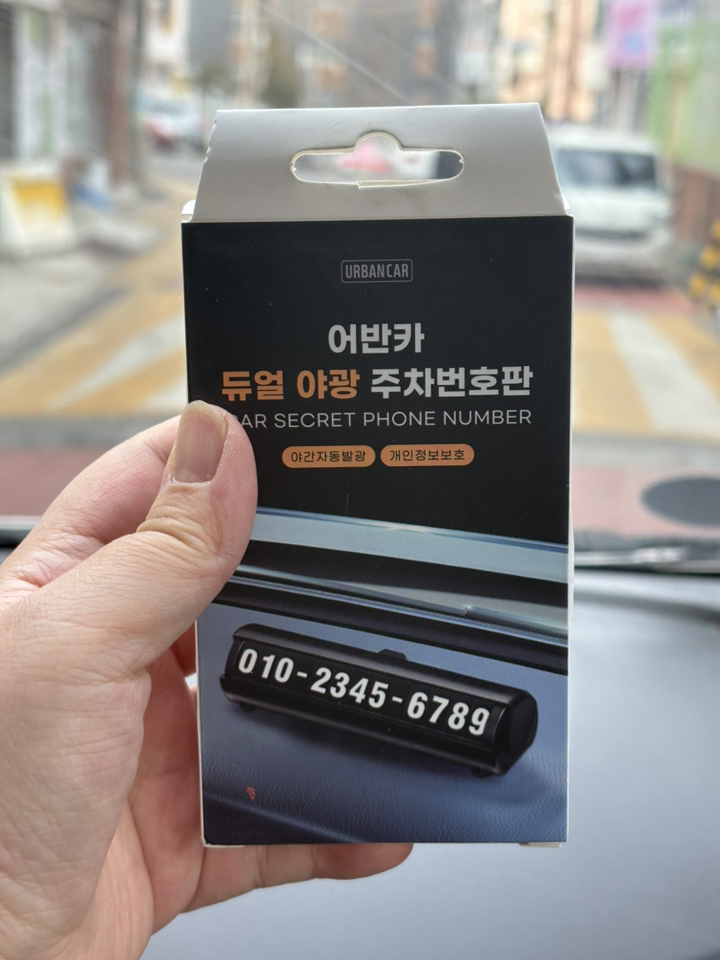 URBANCAR
어반카
듀얼 야광 주차번호판
SECRET PHONE NUMBER
야간자동발광 개인정보보호
010-2345-6789